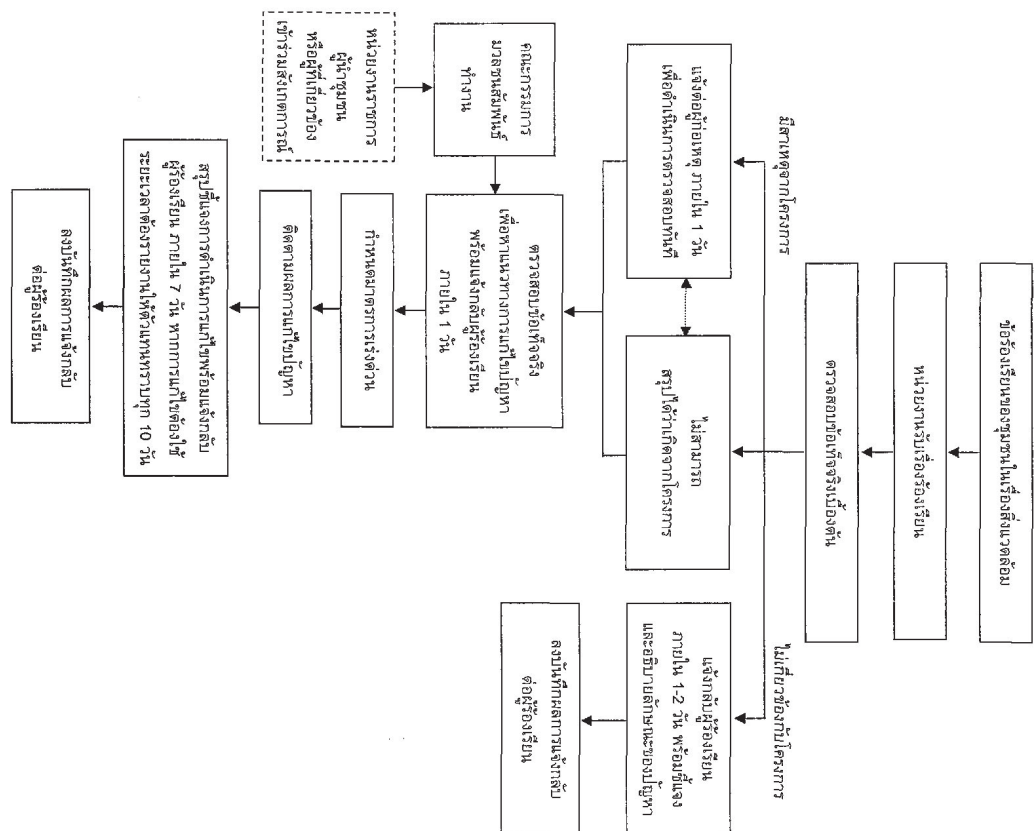 ข้อร้องเรียนของชุมชนในเรื่องสิ่งแวดล้อม
หน่วยงานรับเรื่องร้องเรียน
ตรวจสอบข้อเท็จจริงเบื้องต้น
มีสาเหตุจากโครงการ
ไม่เกี่ยวข้องกับโครงการ
แจ้งต่อผู้ก่อเหตุ ภายใน 1 วัน
เพื่อดำเนินการตรวจสอบทันที
ไม่สามารถ
สรุปได้ว่าเกิดจากโครงการ
แจ้งกลับผู้ร้องเรียน
ภายใน 1-2 วัน พร้อมชี้แจง
และอธิบายลักษณะของปัญหา
ลงบันทึกผลการแจ้งกลับ
ต่อผู้ร้องเรียน
คณะกรรมการ
มวลชนสัมพันธ์
ทำงาน
หน่วยงานราชการ
ผู้นำชุมชน
หรือผู้ที่เกี่ยวข้อง
เข้าร่วมสังเกตการณ์
ตรวจสอบข้อเท็จจริง
เพื่อหาแนวทางการแก้ไขปัญหา
พร้อมแจ้งกลับผู้ร้องเรียน
ภายใน 1 วัน
กำหนดมาตรการเร่งด่วน
ติดตามผลการแก้ไขปัญหา
สรุปชี้แจงการดำเนินการแก้ไขพร้อมแจ้งกลับ
ผู้ร้องเรียน ภายใน 7 วัน หากการแก้ไขต้องใช้
ระยะเวลาต้องรายงานให้ตัวแทนทราบทุก 10 วัน
ลงบันทึกผลการแจ้งกลับ
ต่อผู้ร้องเรียน